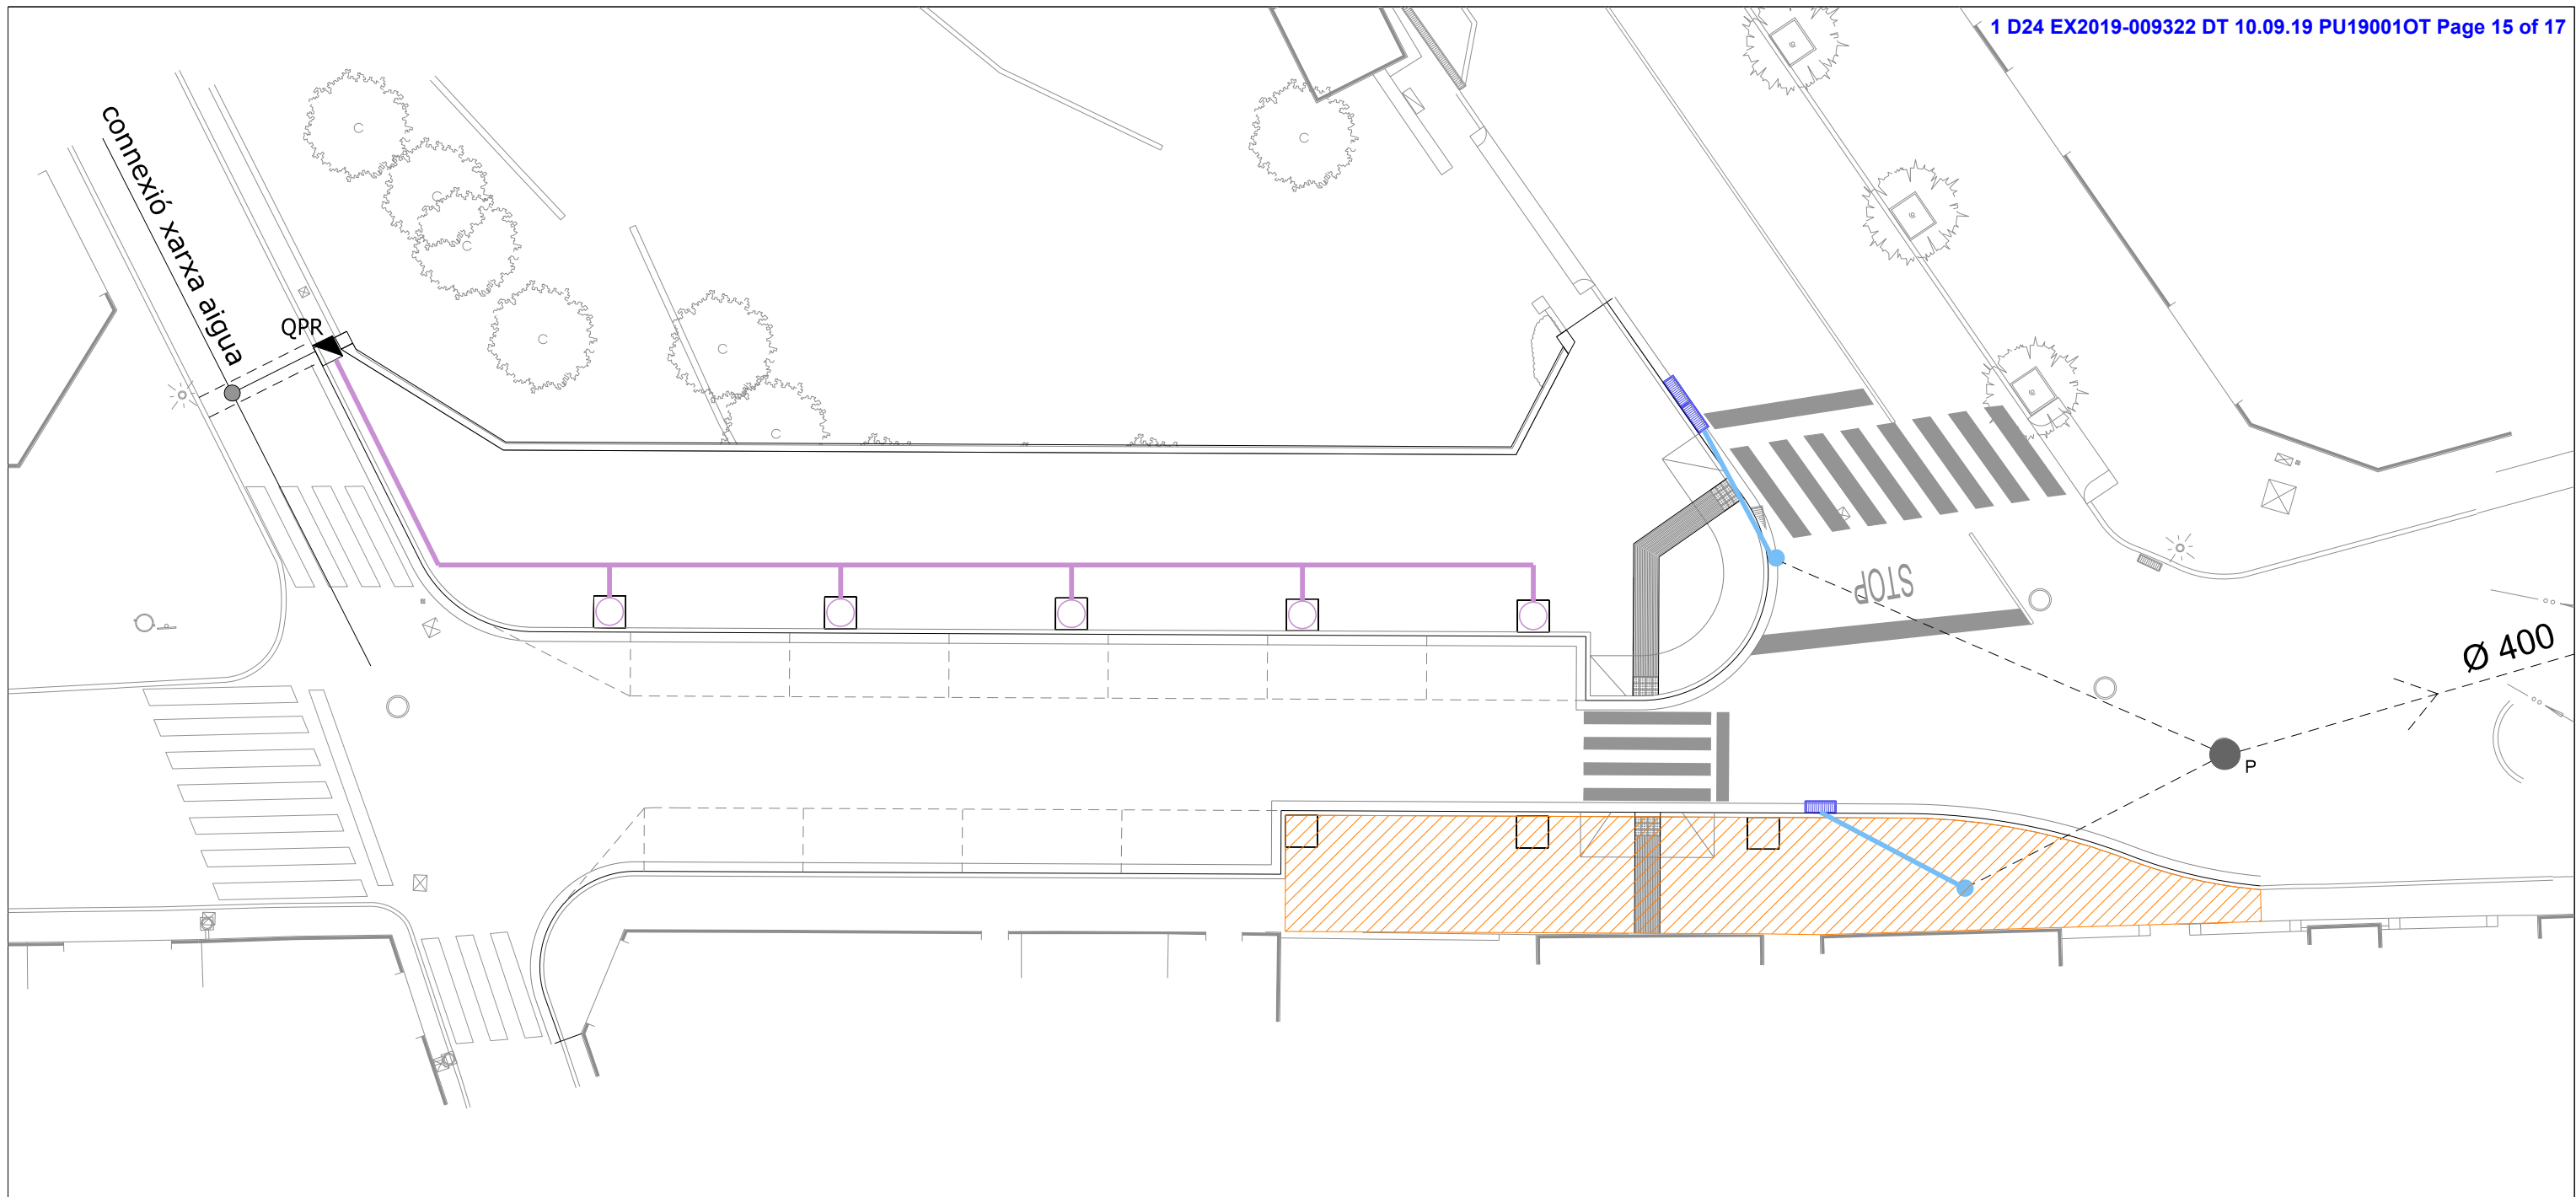 1 D24 EX2019-009322 DT 10.09.19 PU19001OT Page 15 of 17
connexió xarxa aigua
QPR
STOP
Ø 400
P